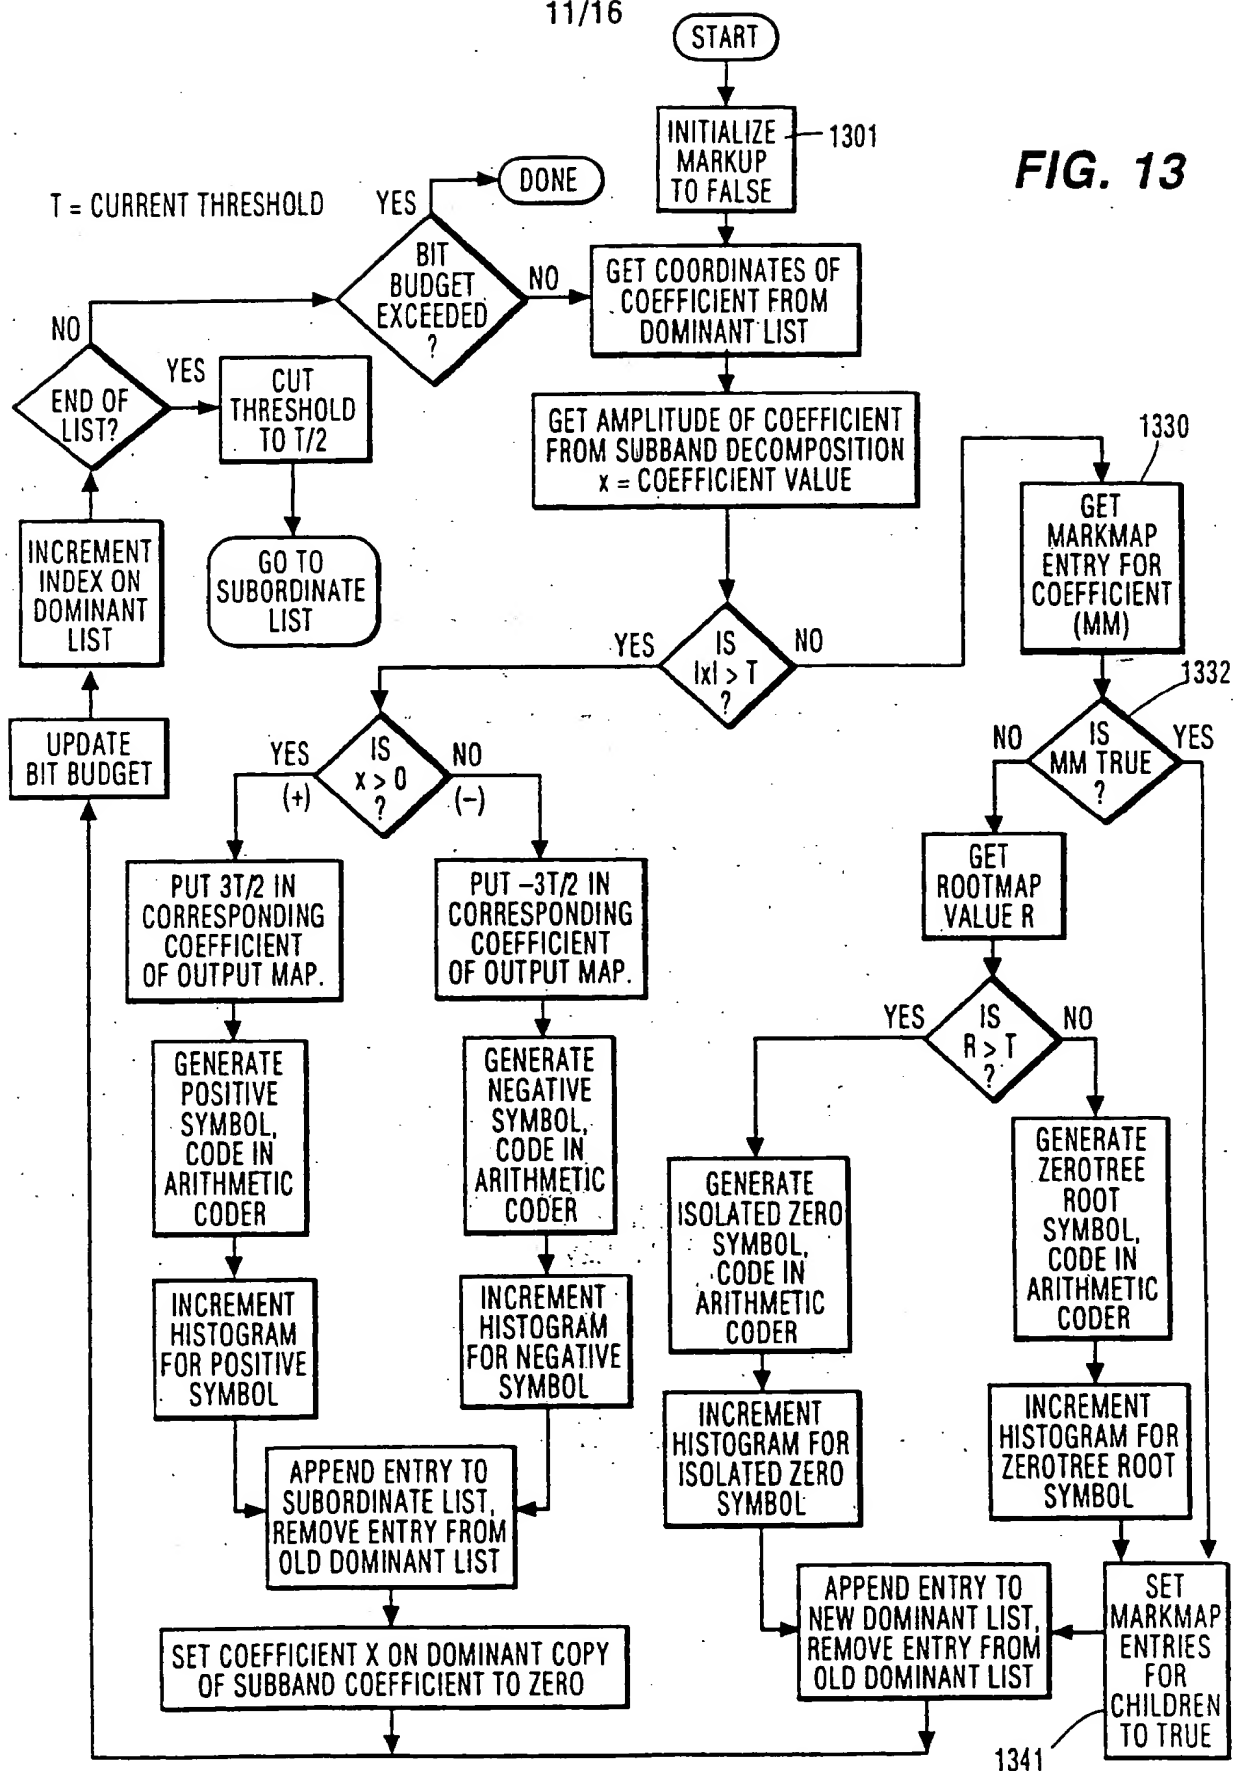 11/16
START
INITIALIZE
MARKUP
TO FALSE
1301
FIG. 13
T = CURRENT THRESHOLD
YES
DONE
BIT
BUDGET
EXCEEDED
?
NO
GET COORDINATES OF
COEFFICIENT FROM
DOMINANT LIST
NO
END OF
LIST?
YES
CUT
THRESHOLD
TO T/2
GET AMPLITUDE OF COEFFICIENT
FROM SUBBAND DECOMPOSITION
x = COEFFICIENT VALUE
1330
GET
MARKMAP
ENTRY FOR
COEFFICIENT
(MM)
INCREMENT
INDEX ON
DOMINANT
LIST
GO TO
SUBORDINATE
LIST
YES
IS
|x| > T
?
NO
1332
UPDATE
BIT BUDGET
YES
(+)
IS
x > 0
?
NO
(-)
NO
IS
MM TRUE
?
YES
GET
ROOTMAP
VALUE R
PUT 3T/2 IN
CORRESPONDING
COEFFICIENT
OF OUTPUT MAP.
PUT -3T/2 IN
CORRESPONDING
COEFFICIENT
OF OUTPUT MAP.
YES
IS
R > T
?
NO
GENERATE
POSITIVE
SYMBOL,
CODE IN
ARITHMETIC
CODER
GENERATE
NEGATIVE
SYMBOL,
CODE IN
ARITHMETIC
CODER
GENERATE
ISOLATED ZERO
SYMBOL,
CODE IN
ARITHMETIC
CODER
GENERATE
ZEROTREE
ROOT
SYMBOL,
CODE IN
ARITHMETIC
CODER
INCREMENT
HISTOGRAM
FOR POSITIVE
SYMBOL
INCREMENT
HISTOGRAM
FOR NEGATIVE
SYMBOL
INCREMENT
HISTOGRAM FOR
ISOLATED ZERO
SYMBOL
INCREMENT
HISTOGRAM FOR
ZEROTREE ROOT
SYMBOL
APPEND ENTRY TO
SUBORDINATE LIST,
REMOVE ENTRY FROM
OLD DOMINANT LIST
APPEND ENTRY TO
NEW DOMINANT LIST,
REMOVE ENTRY FROM
OLD DOMINANT LIST
SET
MARKMAP
ENTRIES
FOR
CHILDREN
TO TRUE
SET COEFFICIENT X ON DOMINANT COPY
OF SUBBAND COEFFICIENT TO ZERO
1341